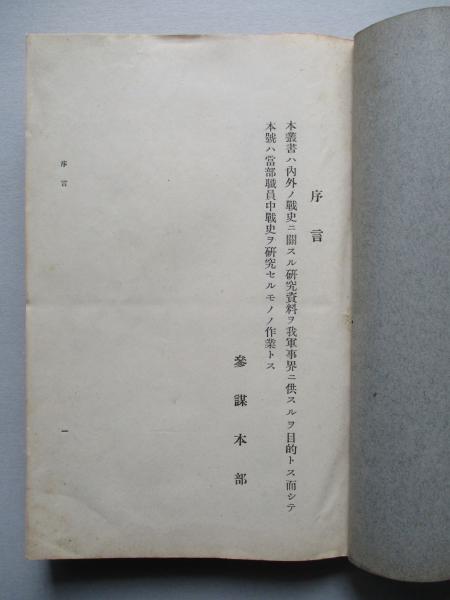 序言
本叢書ハ內外ノ戰史ニ關スル硏究資料ヲ我軍事界ニ供スルヲ目的トス而シテ
本號ハ當部職員中戰史ヲ硏究セルモノノ作業トス
參謀本部
序言
一